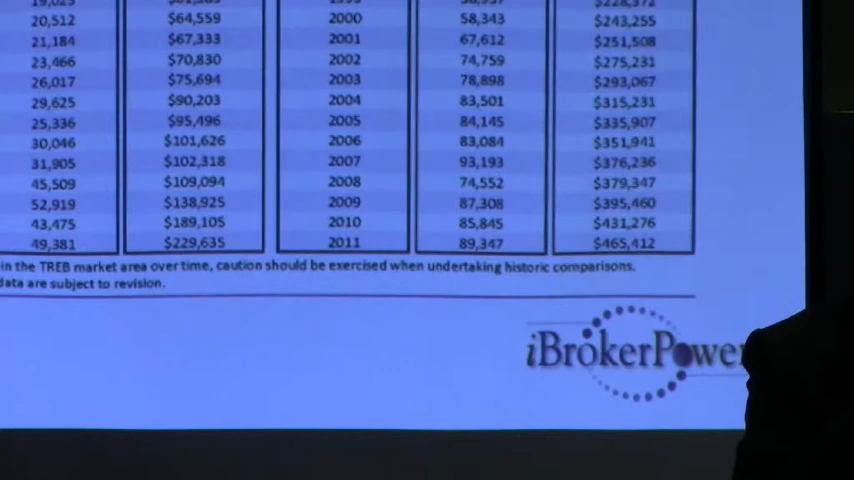 20,512 $64,559 2000 58,343 $243,255
21,184 $67,333 2001 67,612 $251,508
23,466 $70,830 2002 74,759 $275,231
26,017 $75,694 2003 78,898 $293,067
29,625 $90,203 2004 83,501 $315,231
25,336 $95,496 2005 84,145 $335,907
30,046 $101,626 2006 83,084 $351,941
31,905 $102,318 2007 93,193 $376,236
45,509 $109,094 2008 74,552 $379,347
52,919 $138,925 2009 87,308 $395,460
43,475 $189,105 2010 85,845 $431,276
49,381 $229,635 2011 89,347 $465,412
in the TREB market area over time, caution should be exercised when undertaking historic comparisons.
data are subject to revision.
iBrokerPower